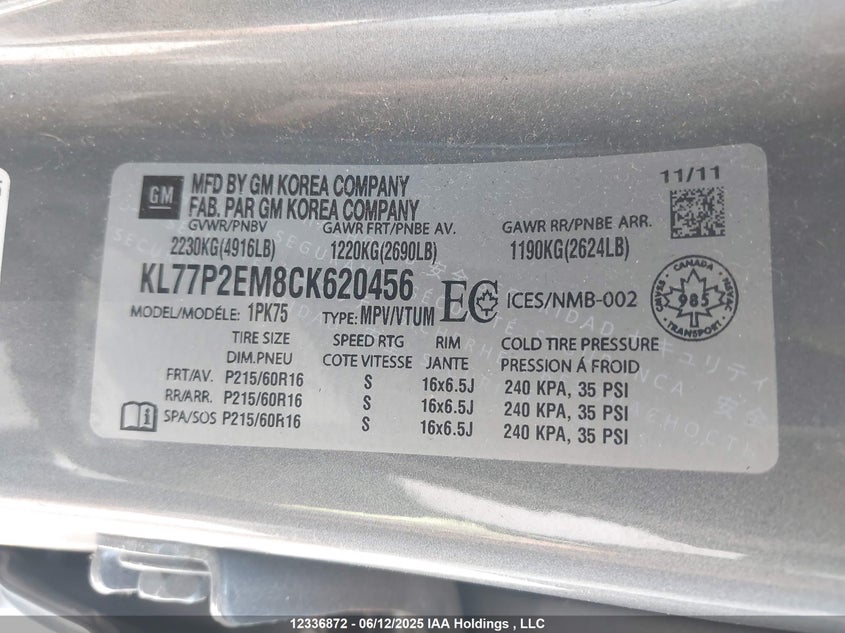 GM
MFD BY GM KOREA COMPANY
FAB. PAR GM KOREA COMPANY
11/11
GVWR/PNBV GAWR FRT/PNBE AV. GAWR RR/PNBE ARR.
2230KG(4916LB) 1220KG(2690LB) 1190KG(2624LB)
KL77P2EM8CK620456 EC ICES/NMB-002
CANADA
985
TRANSPORT
MODEL/MODÉLE: 1PK75 TYPE: MPV/VTUM
TIRE SIZE SPEED RTG RIM COLD TIRE PRESSURE
DIM.PNEU COTE VITESSE JANTE PRESSION Á FROID
FRT/AV. P215/60R16 S 16x6.5J 240 KPA, 35 PSI
RR/ARR. P215/60R16 S 16x6.5J 240 KPA, 35 PSI
SPA/SOS P215/60R16 S 16x6.5J 240 KPA, 35 PSI
12336872 - 06/12/2025 IAA Holdings , LLC